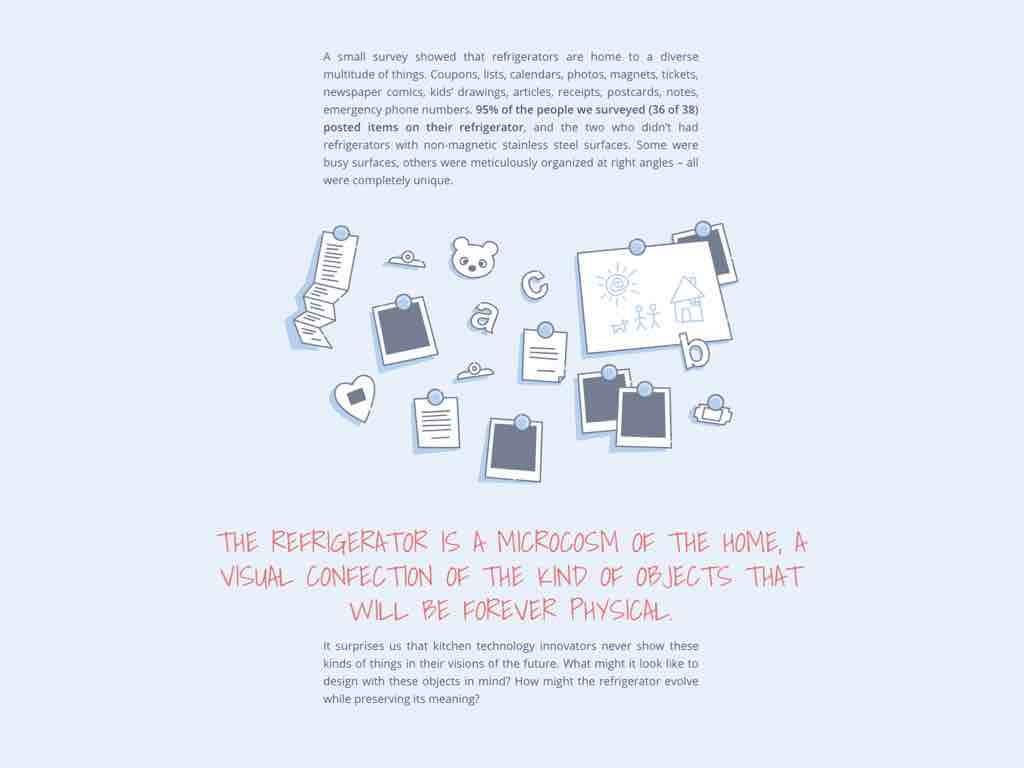 A small survey showed that refrigerators are home to a diverse
multitude of things. Coupons, lists, calendars, photos, magnets, tickets,
newspaper comics, kids’ drawings, articles, receipts, postcards, notes,
emergency phone numbers. 95% of the people we surveyed (36 of 38)
posted items on their refrigerator, and the two who didn’t had
refrigerators with non-magnetic stainless steel surfaces. Some were
busy surfaces, others were meticulously organized at right angles – all
were completely unique.
c
a
b
THE REFRIGERATOR IS A MICROCOSM OF THE HOME, A
VISUAL CONFECTION OF THE KIND OF OBJECTS THAT
WILL BE FOREVER PHYSICAL.
It surprises us that kitchen technology innovators never show these
kinds of things in their visions of the future. What might it look like to
design with these objects in mind? How might the refrigerator evolve
while preserving its meaning?